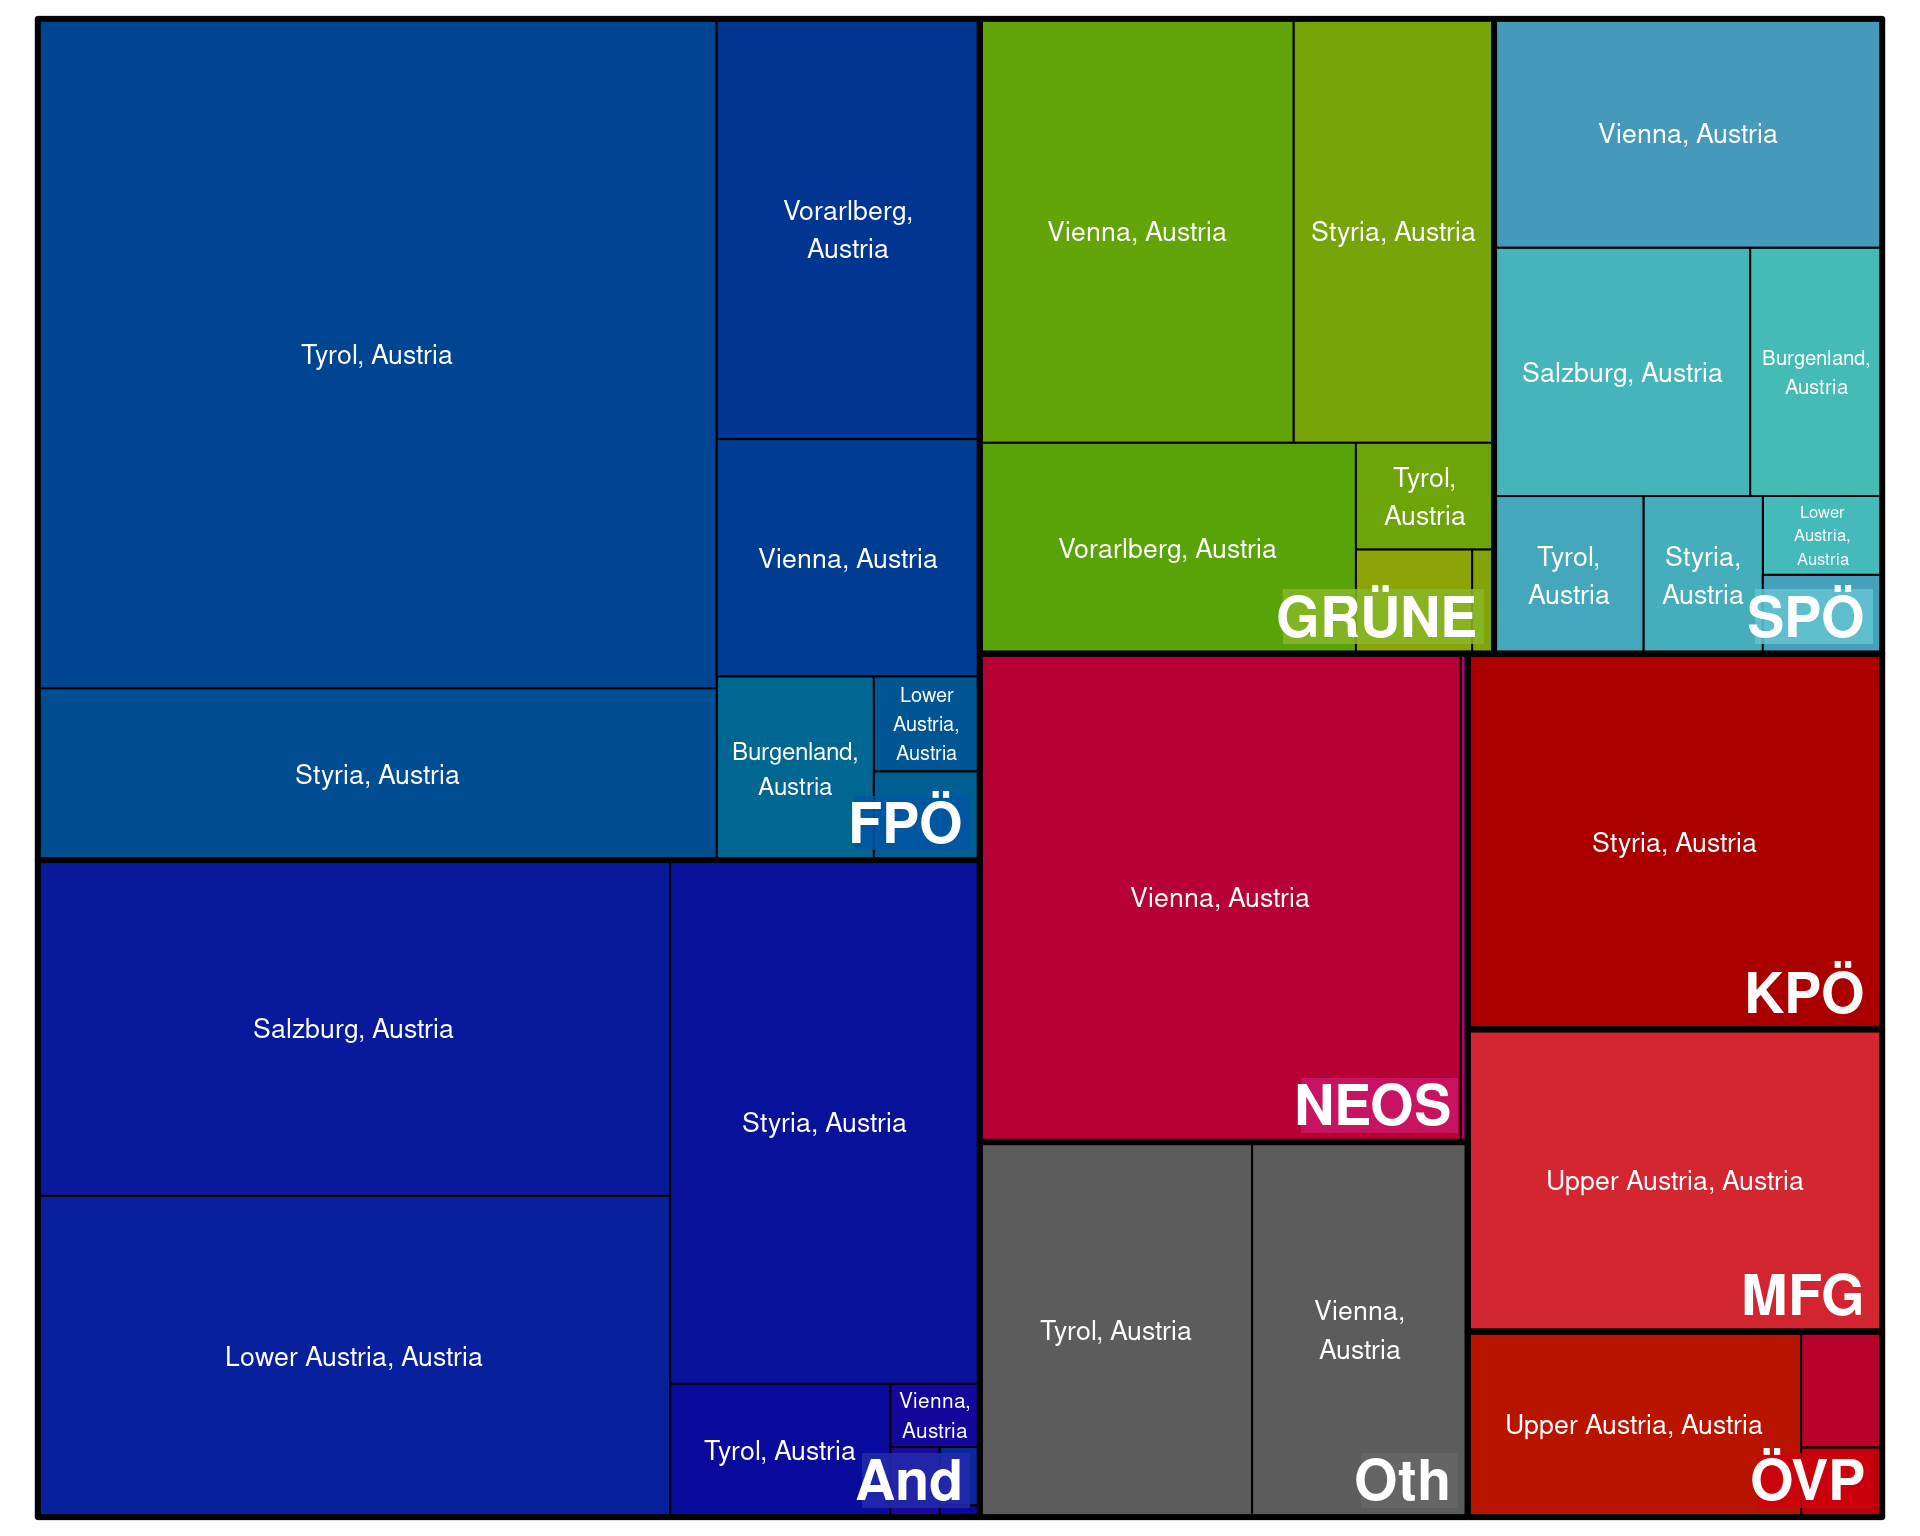 Tyrol, Austria
Styria, Austria
Vorarlberg,
Austria
Vienna, Austria
Burgenland,
Austria
Lower
Austria,
Austria
FPÖ
Salzburg, Austria
Lower Austria, Austria
Styria, Austria
Tyrol, Austria
Vienna,
Austria
And
Vienna, Austria
Styria, Austria
Vorarlberg, Austria
Tyrol,
Austria
GRÜNE
Vienna, Austria
Salzburg, Austria
Burgenland,
Austria
Tyrol,
Austria
Styria,
Austria
Lower
Austria,
Austria
SPÖ
Vienna, Austria
NEOS
Styria, Austria
KPÖ
Upper Austria, Austria
MFG
Tyrol, Austria
Vienna,
Austria
Oth
Upper Austria, Austria
ÖVP